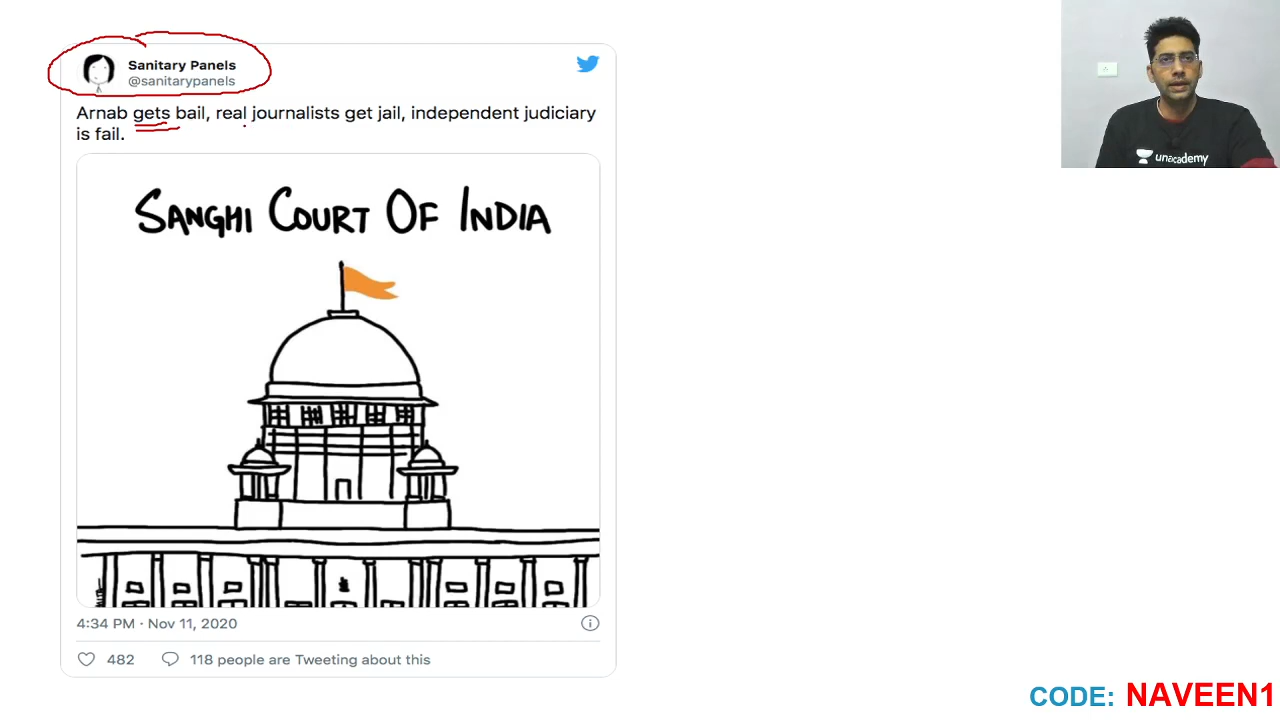 Sanitary Panels
@sanitarypanels
Arnab gets bail, real journalists get jail, independent judiciary
is fail.
SANGHI COURT OF INDIA
4:34 PM · Nov 11, 2020
482
118 people are Tweeting about this
unacademy
CODE: NAVEEN1